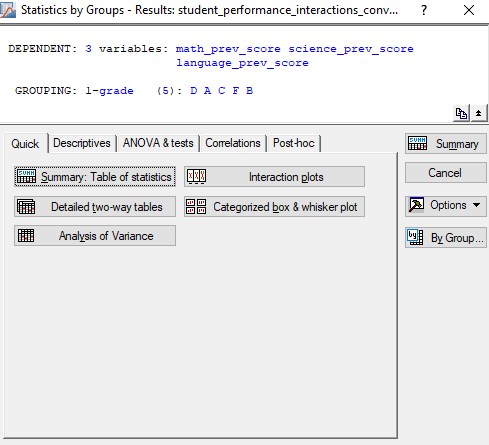 Statistics by Groups - Results: student_performance_interactions_conv...
DEPENDENT: 3 variables: math_prev_score science_prev_score
language_prev_score
GROUPING: 1-grade (5): D A C F B
Quick Descriptives ANOVA & tests Correlations Post-hoc
Summary
Summary: Table of statistics Interaction plots
Cancel
Detailed two-way tables Categorized box & whisker plot
Options
Analysis of Variance
By Group...